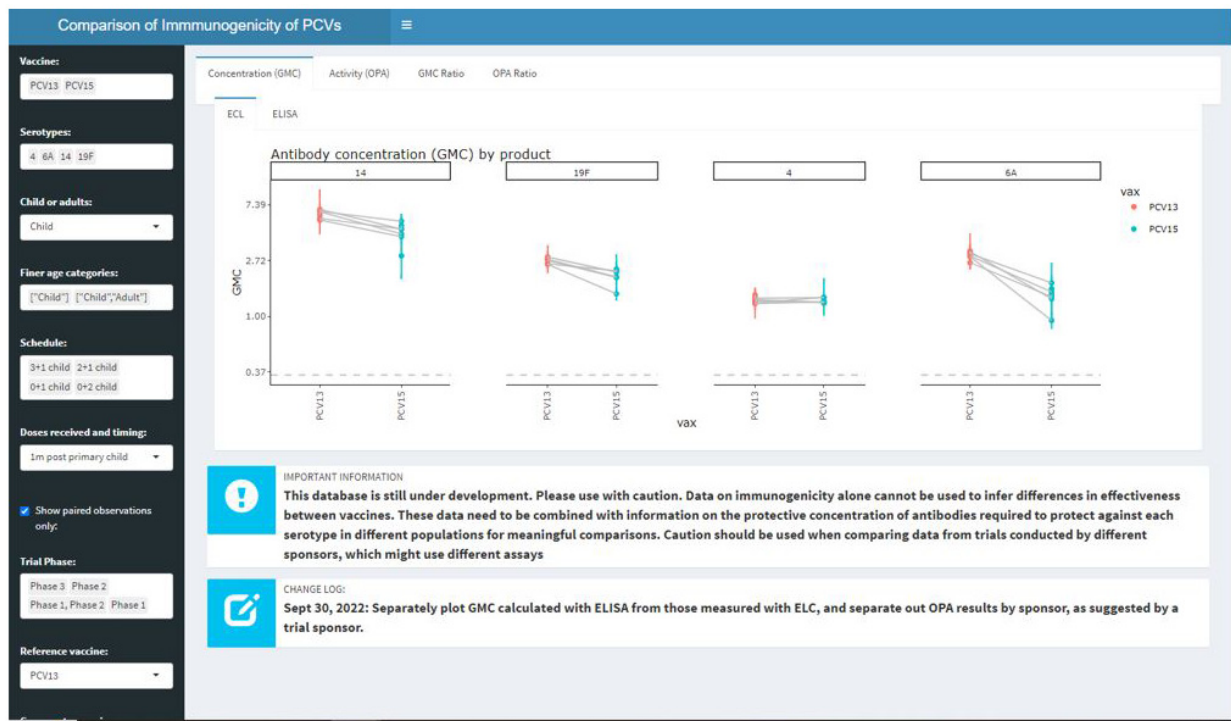 Comparison of Immmunogenicity of PCVs
Vaccine:
PCV13 PCV15
Serotypes:
4 6A 14 19F
Child or adults:
Child
Finer age categories:
["Child"] ["Child","Adult"]
Schedule:
3+1 child 2+1 child
0+1 child 0+2 child
Doses received and timing:
1m post primary child
Show paired observations
only:
Trial Phase:
Phase 3 Phase 2
Phase 1, Phase 2 Phase 1
Reference vaccine:
PCV13
Concentration (GMC) Activity (OPA) GMC Ratio OPA Ratio
ECL ELISA
Antibody concentration (GMC) by product
14 19F 4 6A
GMC
7.39
2.72
1.00
0.37
PCV13 PCV15 PCV13 PCV15 PCV13 PCV15 PCV13 PCV15
vax
vax
PCV13
PCV15
IMPORTANT INFORMATION
This database is still under development. Please use with caution. Data on immunogenicity alone cannot be used to infer differences in effectiveness
between vaccines. These data need to be combined with information on the protective concentration of antibodies required to protect against each
serotype in different populations for meaningful comparisons. Caution should be used when comparing data from trials conducted by different
sponsors, which might use different assays
CHANGE LOG:
Sept 30, 2022: Separately plot GMC calculated with ELISA from those measured with ELC, and separate out OPA results by sponsor, as suggested by a
trial sponsor.